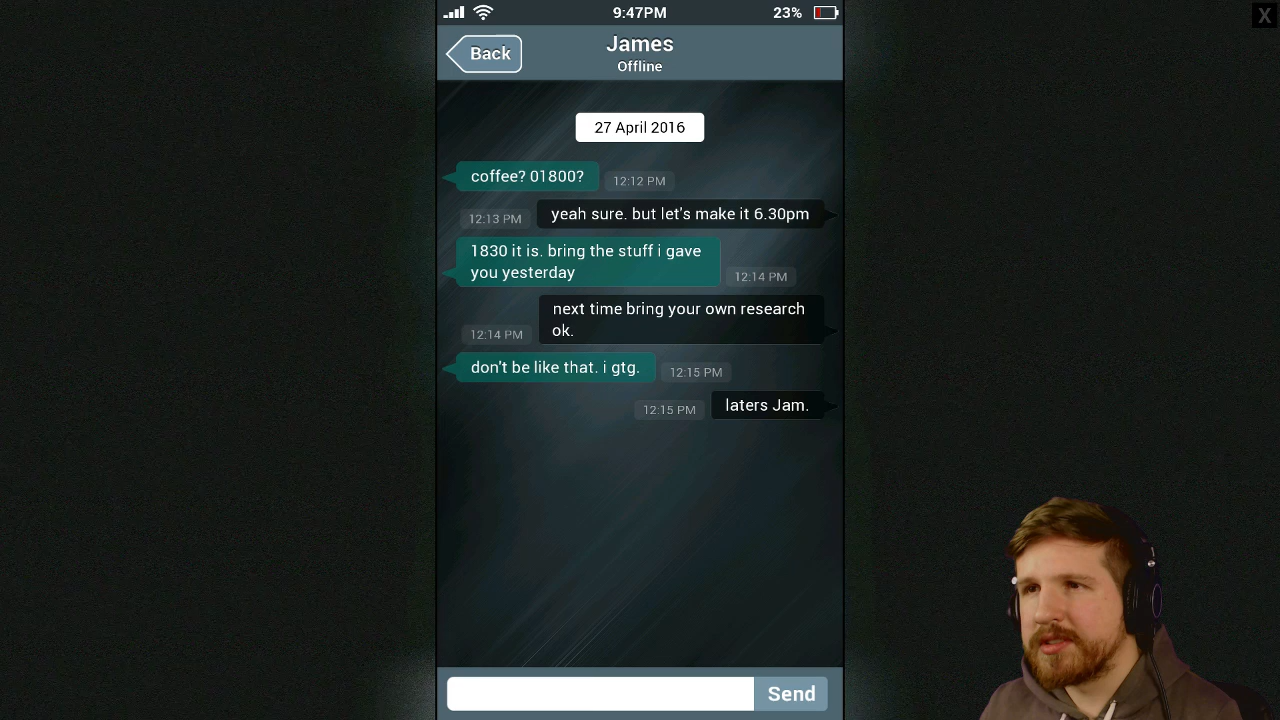 9:47PM
23%
X
Back
James
Offline
27 April 2016
coffee? 01800?
12:12 PM
yeah sure. but let's make it 6.30pm
12:13 PM
1830 it is. bring the stuff i gave
you yesterday
12:14 PM
next time bring your own research
ok.
12:14 PM
don't be like that. i gtg.
12:15 PM
laters Jam.
12:15 PM
Send